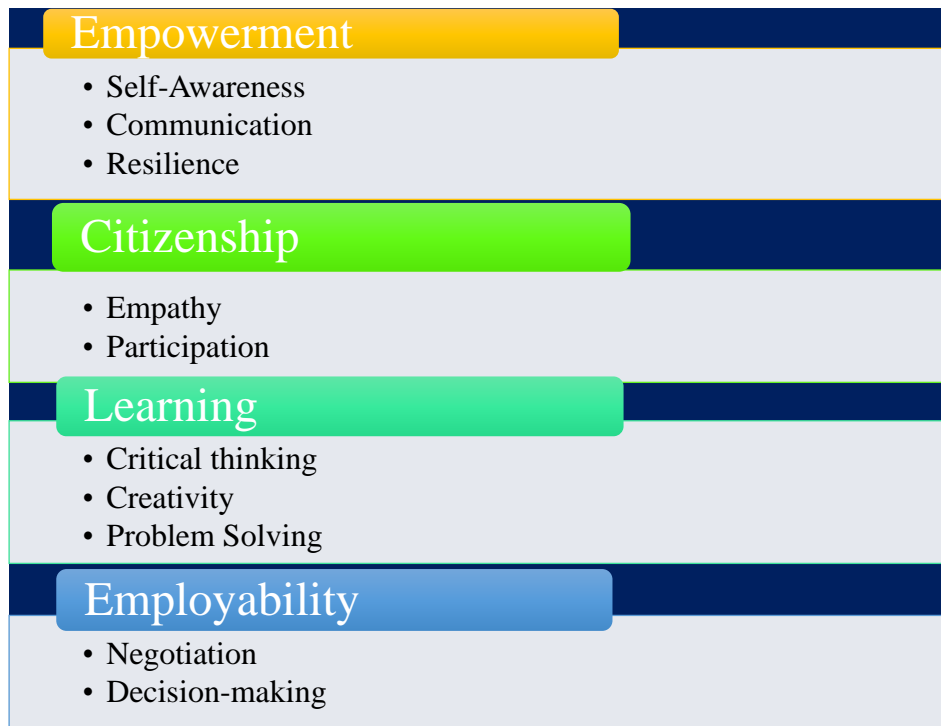 Empowerment
• Self-Awareness
• Communication
• Resilience
Citizenship
• Empathy
• Participation
Learning
• Critical thinking
• Creativity
• Problem Solving
Employability
• Negotiation
• Decision-making